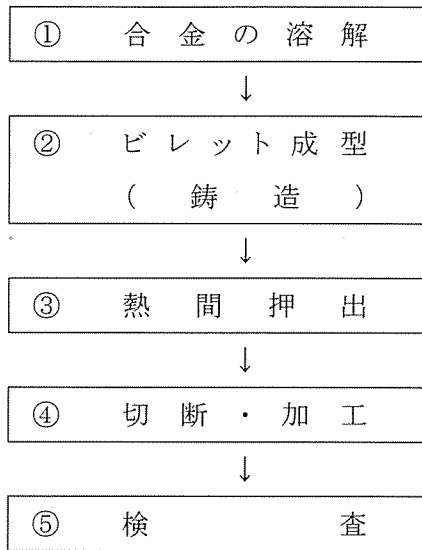 ① 合金の溶解
↓
② ビレット成型
(鋳造)
↓
③ 熱間押出
↓
④ 切断・加工
↓
⑤ 検査